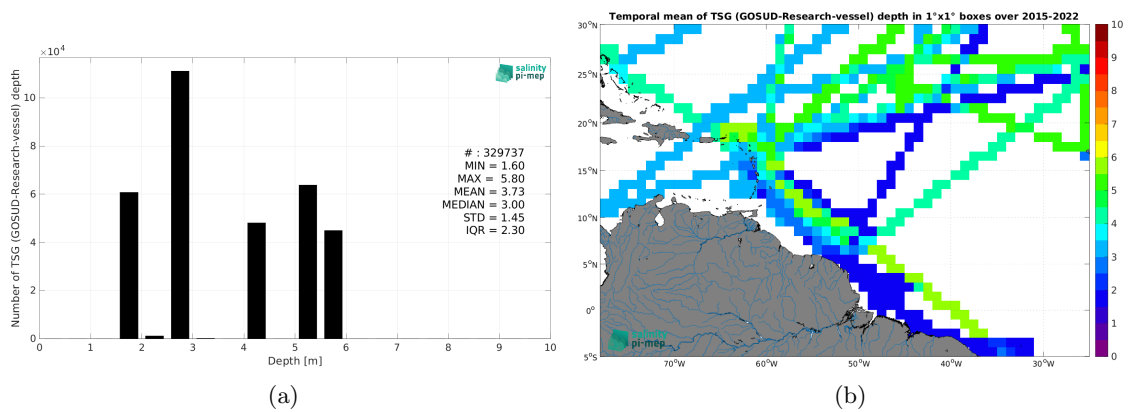 ×10⁴
10
8
6
4
2
0
Number of TSG (GOSUD-Research-vessel) depth
salinity
pi-mep
# : 329737
MIN = 1.60
MAX = 5.80
MEAN = 3.73
MEDIAN = 3.00
STD = 1.45
IQR = 2.30
0 1 2 3 4 5 6 7 8 9 10
Depth [m]
(a)
Temporal mean of TSG (GOSUD-Research-vessel) depth in 1°x1° boxes over 2015-2022
30°N
25°N
20°N
15°N
10°N
5°N
0°
5°S
70°W 60°W 50°W 40°W 30°W
salinity
pi-mep
10
9
8
7
6
5
4
3
2
1
0
(b)